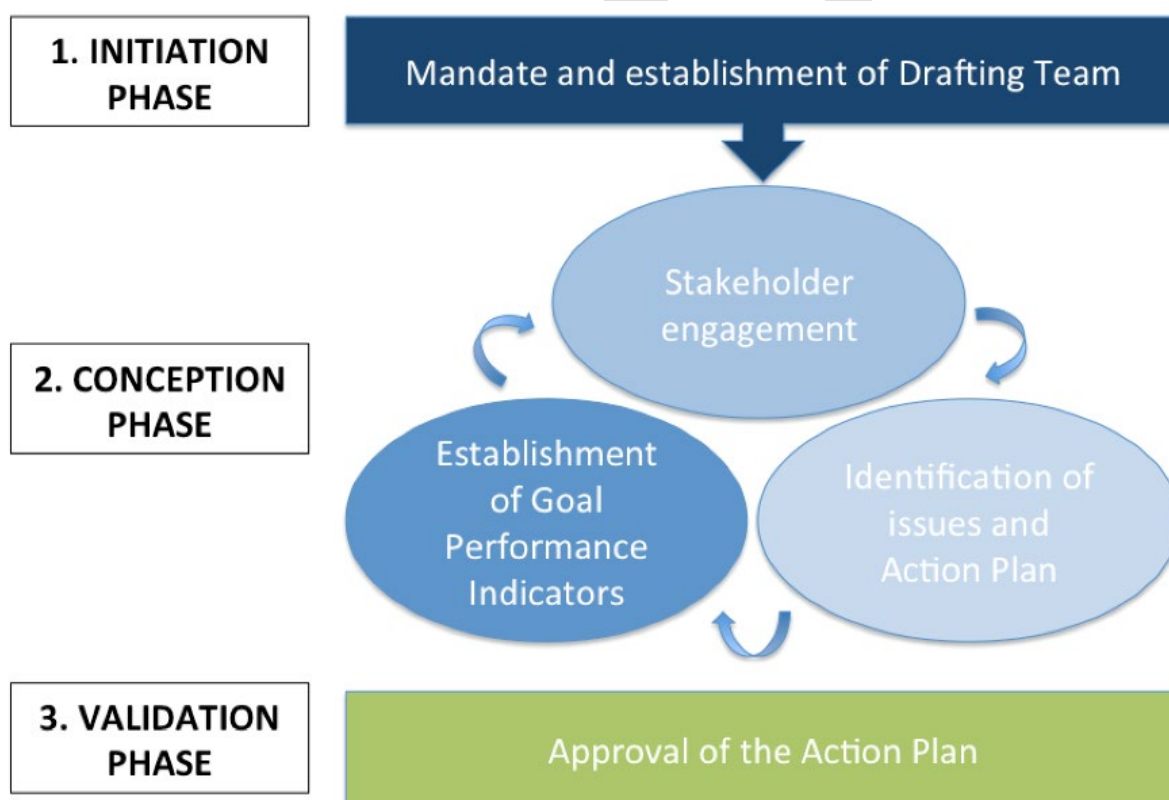 1. INITIATION
PHASE
Mandate and establishment of Drafting Team
Stakeholder
engagement
2. CONCEPTION
PHASE
Establishment
of Goal
Performance
Indicators
Identification of
issues and
Action Plan
3. VALIDATION
PHASE
Approval of the Action Plan